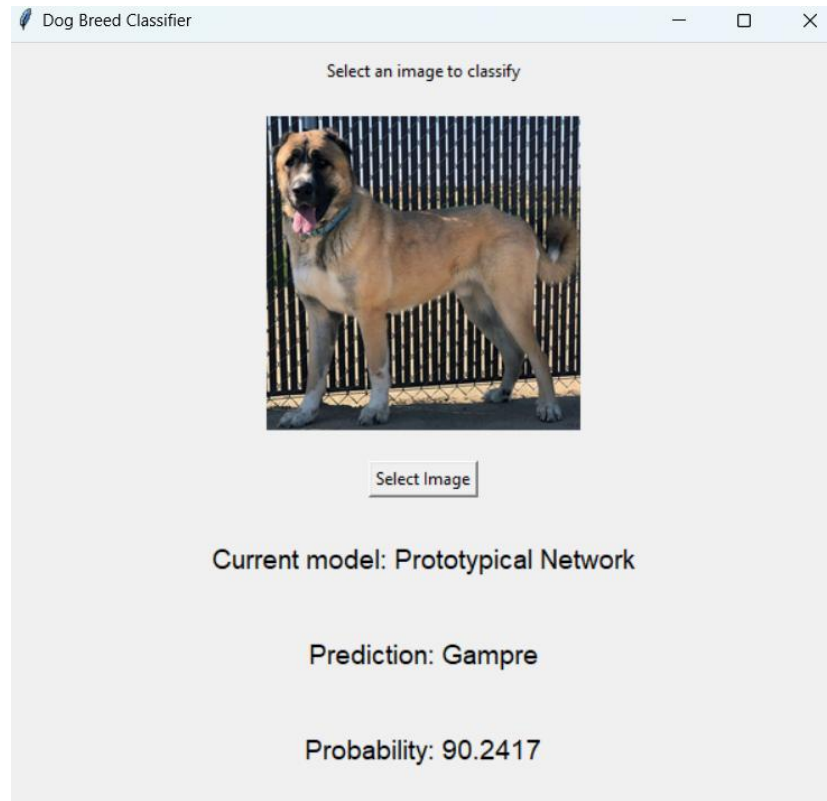 Dog Breed Classifier
Select an image to classify
Select Image
Current model: Prototypical Network
Prediction: Gampre
Probability: 90.2417